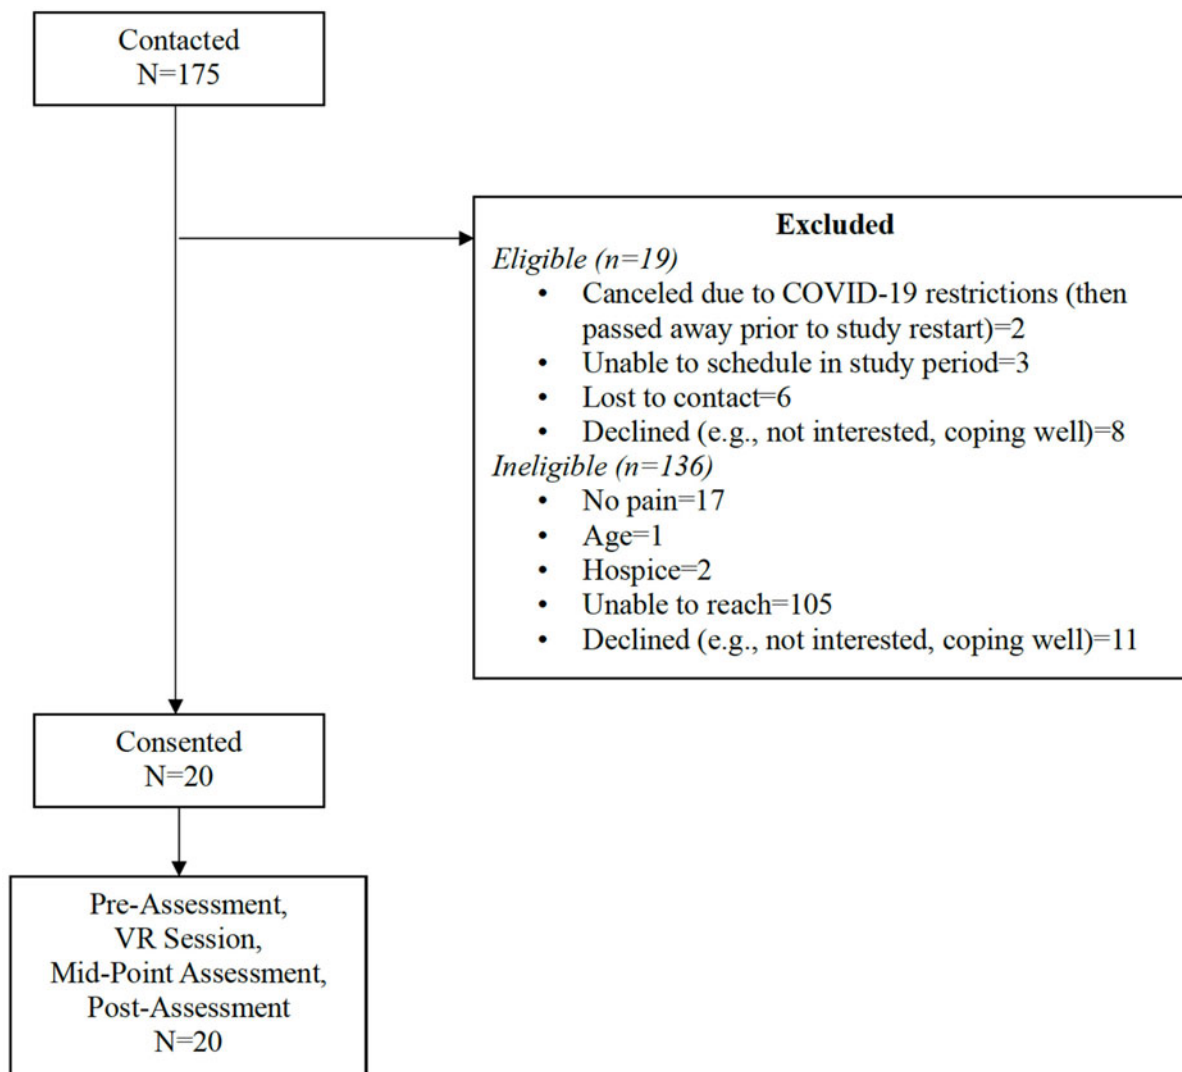 Contacted
N=175
Excluded
Eligible (n=19)
• Canceled due to COVID-19 restrictions (then
passed away prior to study restart)=2
• Unable to schedule in study period=3
• Lost to contact=6
• Declined (e.g., not interested, coping well)=8
Ineligible (n=136)
• No pain=17
• Age=1
• Hospice=2
• Unable to reach=105
• Declined (e.g., not interested, coping well)=11
Consented
N=20
Pre-Assessment,
VR Session,
Mid-Point Assessment,
Post-Assessment
N=20